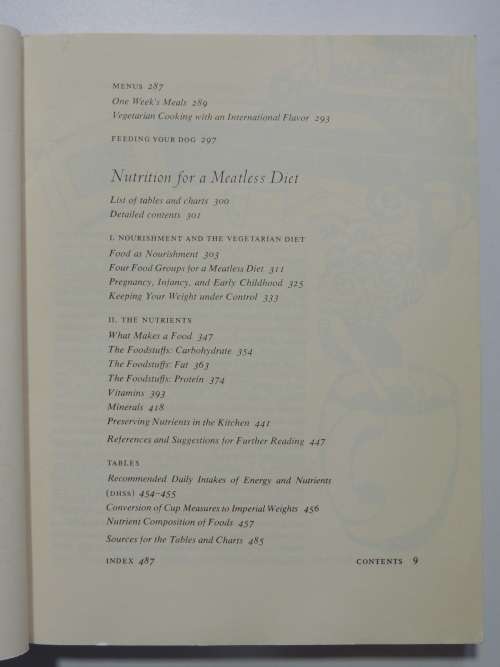 MENUS 287
One Week's Meals 289
Vegetarian Cooking with an International Flavor 293
FEEDING YOUR DOG 297
Nutrition for a Meatless Diet
List of tables and charts 300
Detailed contents 301
I. NOURISHMENT AND THE VEGETARIAN DIET
Food as Nourishment 303
Four Food Groups for a Meatless Diet 311
Pregnancy, Infancy, and Early Childhood 325
Keeping Your Weight under Control 333
II. THE NUTRIENTS
What Makes a Food 347
The Foodstuffs: Carbohydrate 354
The Foodstuffs: Fat 363
The Foodstuffs: Protein 374
Vitamins 393
Minerals 418
Preserving Nutrients in the Kitchen 441
References and Suggestions for Further Reading 447
TABLES
Recommended Daily Intakes of Energy and Nutrients
(DHSS) 454–455
Conversion of Cup Measures to Imperial Weights 456
Nutrient Composition of Foods 457
Sources for the Tables and Charts 485
INDEX 487
CONTENTS 9